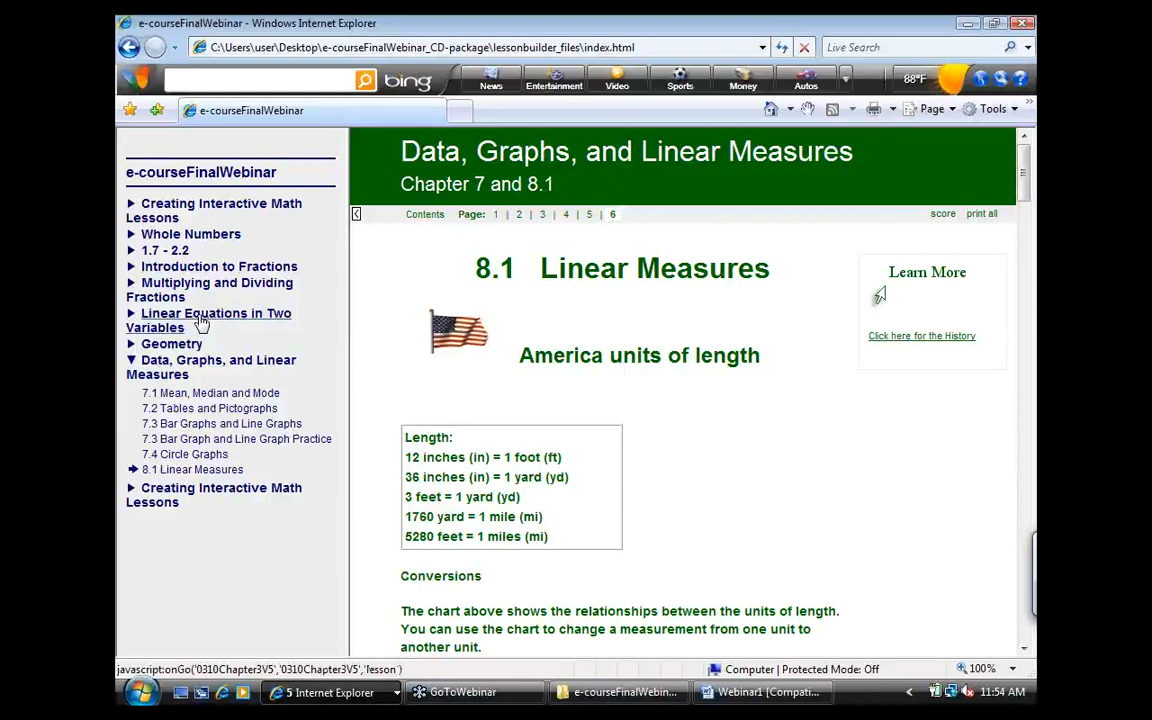 e-courseFinalWebinar - Windows Internet Explorer
C:\Users\user\Desktop\e-courseFinalWebinar_CD-package\lessonbuilder_files\index.html
Live Search
bing
News
Entertainment
Video
Sports
Money
Autos
88°F
e-courseFinalWebinar
Page
Tools
e-courseFinalWebinar
Creating Interactive Math
Lessons
Whole Numbers
1.7 - 2.2
Introduction to Fractions
Multiplying and Dividing
Fractions
Linear Equations in Two
Variables
Geometry
Data, Graphs, and Linear
Measures
7.1 Mean, Median and Mode
7.2 Tables and Pictographs
7.3 Bar Graphs and Line Graphs
7.3 Bar Graph and Line Graph Practice
7.4 Circle Graphs
8.1 Linear Measures
Creating Interactive Math
Lessons
Data, Graphs, and Linear Measures
Chapter 7 and 8.1
Contents Page: 1 | 2 | 3 | 4 | 5 | 6
score print all
8.1 Linear Measures
Learn More
Click here for the History
America units of length
Length:
12 inches (in) = 1 foot (ft)
36 inches (in) = 1 yard (yd)
3 feet = 1 yard (yd)
1760 yard = 1 mile (mi)
5280 feet = 1 miles (mi)
Conversions
The chart above shows the relationships between the units of length.
You can use the chart to change a measurement from one unit to
another unit.
javascript:onGo('0310Chapter3V5','0310Chapter3V5','lesson')
Computer | Protected Mode: Off
100%
5 Internet Explorer
GoToWebinar
e-courseFinalWebin...
Webinar1 [Compati...
11:54 AM